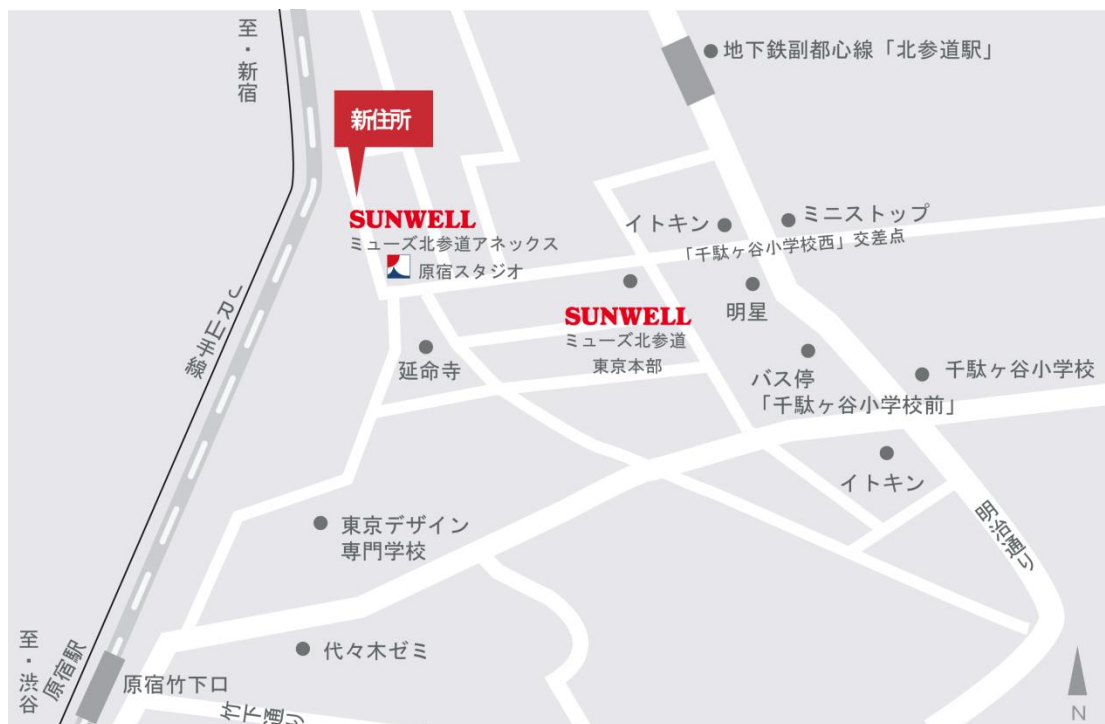 至・新宿
地下鉄副都心線「北参道駅」
新住所
SUNWELL
ミューズ北参道アネックス
原宿スタジオ
イトキン
ミニストップ
「千駄ヶ谷小学校西」交差点
SUNWELL
ミューズ北参道
東京本部
明星
JR山手線
延命寺
バス停
「千駄ヶ谷小学校前」
千駄ヶ谷小学校
イトキン
東京デザイン
専門学校
明治通り
代々木ゼミ
至・渋谷
原宿駅
原宿竹下口
竹下通り
N